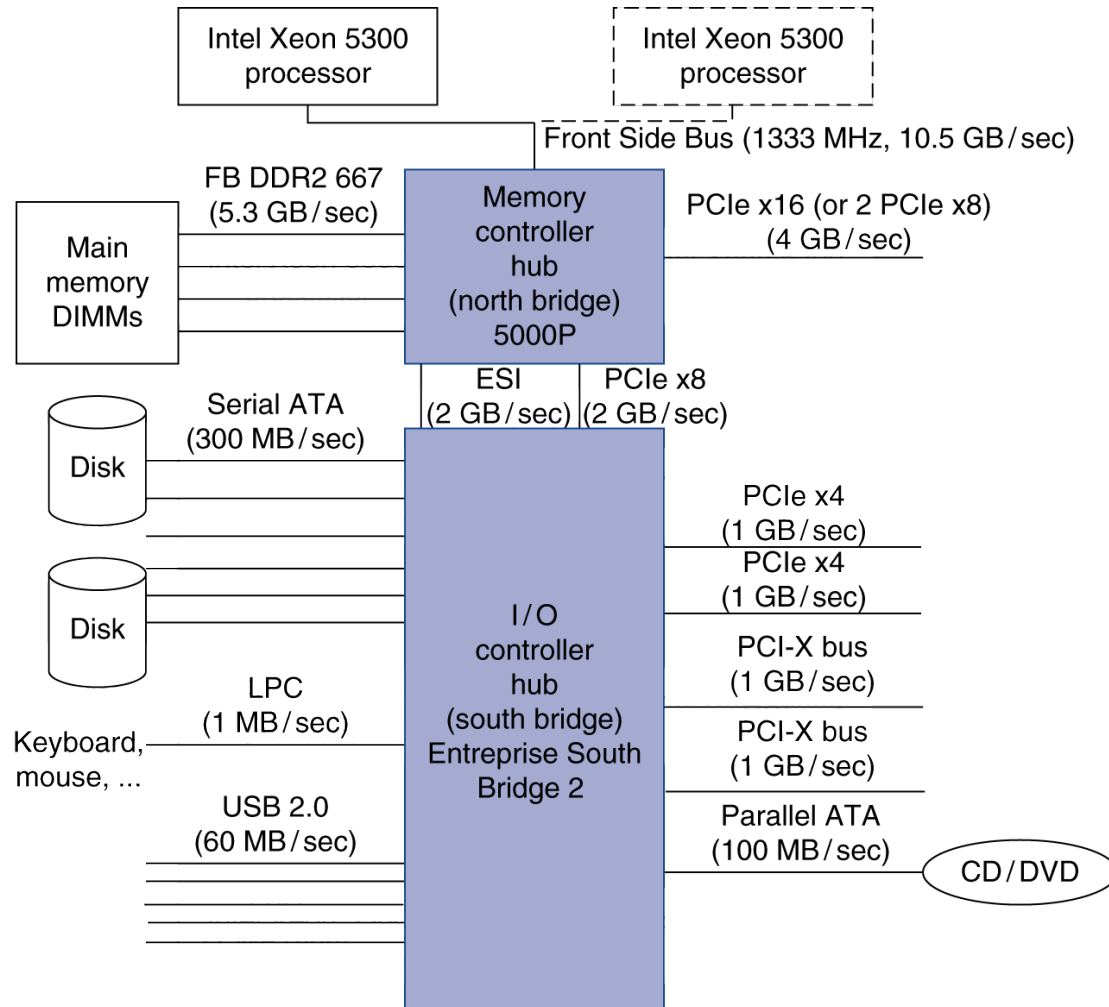 Intel Xeon 5300
processor
Intel Xeon 5300
processor
Front Side Bus (1333 MHz, 10.5 GB/sec)
FB DDR2 667
(5.3 GB/sec)
Main
memory
DIMMs
Memory
controller
hub
(north bridge)
5000P
PCIe x16 (or 2 PCIe x8)
(4 GB/sec)
ESI
(2 GB/sec)
PCIe x8
(2 GB/sec)
Serial ATA
(300 MB/sec)
Disk
Disk
LPC
(1 MB/sec)
Keyboard,
mouse, ...
USB 2.0
(60 MB/sec)
I/O
controller
hub
(south bridge)
Entreprise South
Bridge 2
PCIe x4
(1 GB/sec)
PCIe x4
(1 GB/sec)
PCI-X bus
(1 GB/sec)
PCI-X bus
(1 GB/sec)
Parallel ATA
(100 MB/sec)
CD/DVD